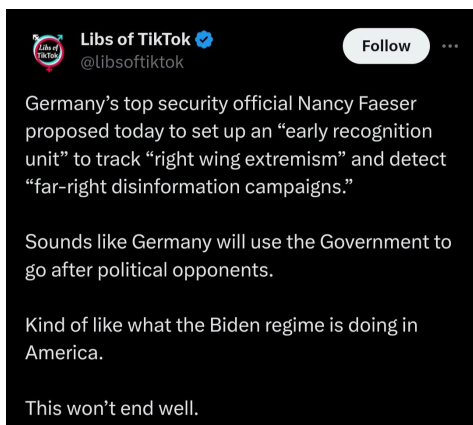 Libs of TikTok
@libsoftiktok
Follow
Libs of
TikTok
Germany’s top security official Nancy Faeser
proposed today to set up an “early recognition
unit” to track “right wing extremism” and detect
“far-right disinformation campaigns.”
Sounds like Germany will use the Government to
go after political opponents.
Kind of like what the Biden regime is doing in
America.
This won’t end well.